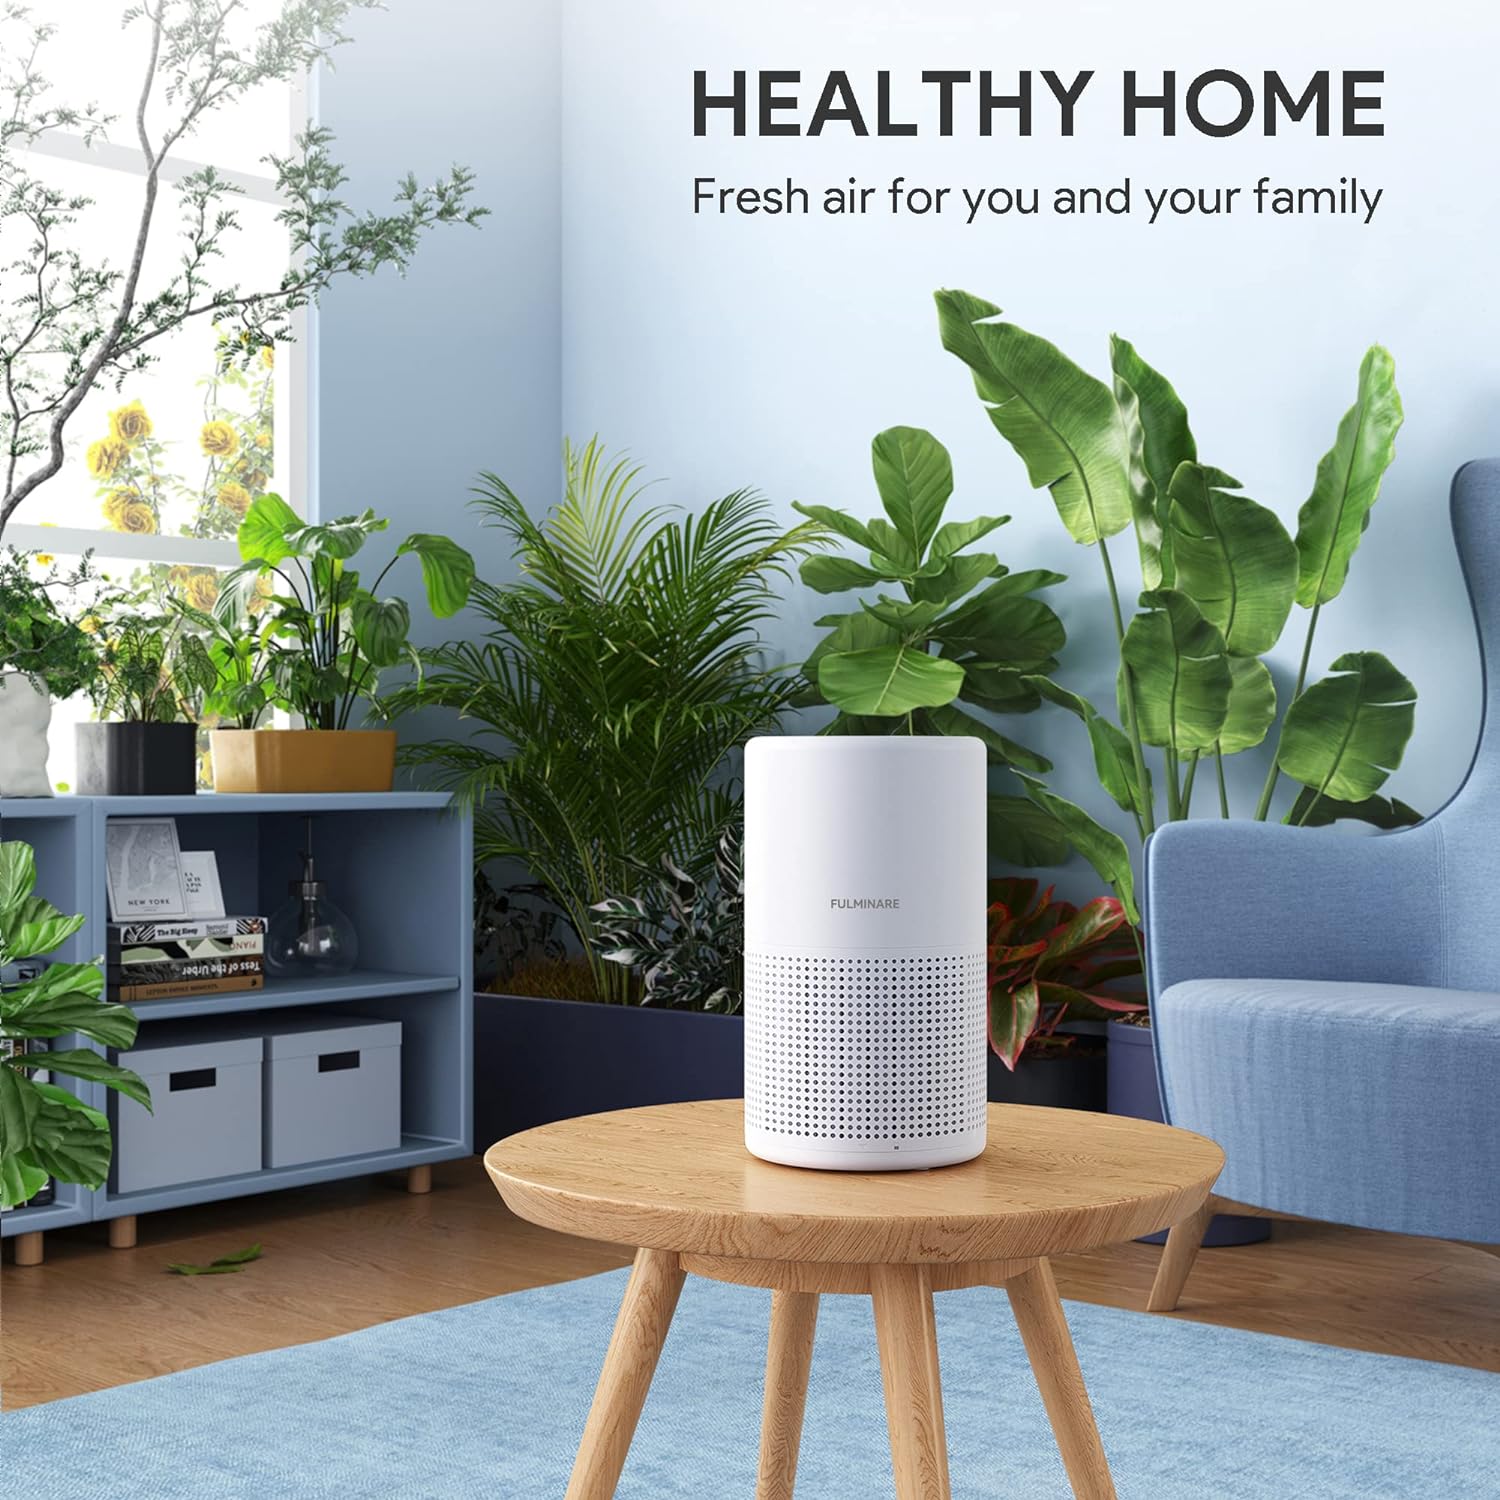 HEALTHY HOME
Fresh air for you and your family
FULMINARE
NEW YORK
The Big Sleep
PIANO
Tess of the Urber